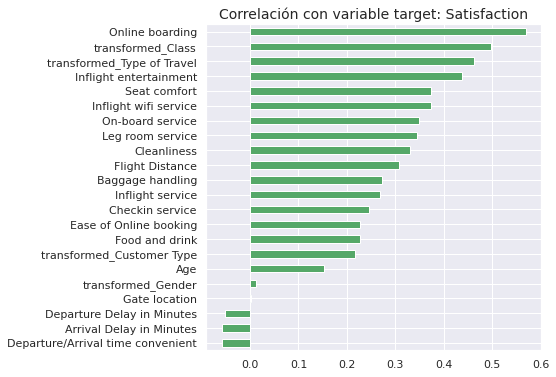 Correlación con variable target: Satisfaction
Online boarding
transformed_Class
transformed_Type of Travel
Inflight entertainment
Seat comfort
Inflight wifi service
On-board service
Leg room service
Cleanliness
Flight Distance
Baggage handling
Inflight service
Checkin service
Ease of Online booking
Food and drink
transformed_Customer Type
Age
transformed_Gender
Gate location
Departure Delay in Minutes
Arrival Delay in Minutes
Departure/Arrival time convenient
0.0 0.1 0.2 0.3 0.4 0.5 0.6